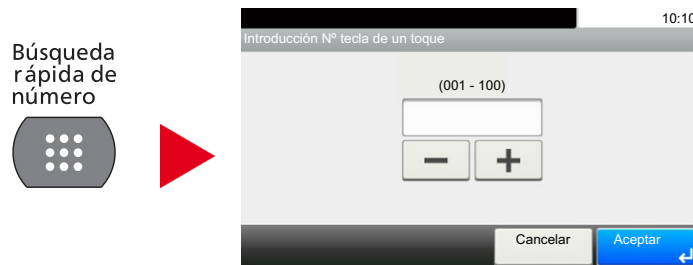 Búsqueda
rápida de
número
10:10
Introducción Nº tecla de un toque
(001 - 100)
Cancelar
Aceptar